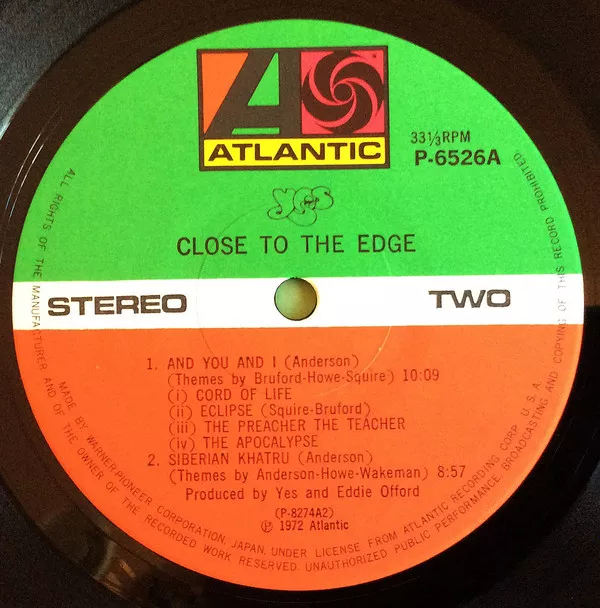 ATLANTIC
33⅓RPM
P-6526A
yes
CLOSE TO THE EDGE
STEREO
TWO
1. AND YOU AND I (Anderson)
(Themes by Bruford-Howe-Squire) 10:09
(i) CORD OF LIFE
(ii) ECLIPSE (Squire-Bruford)
(iii) THE PREACHER THE TEACHER
(iv) THE APOCALYPSE
2. SIBERIAN KHATRU (Anderson)
(Themes by Anderson-Howe-Wakeman) 8:57
Produced by Yes and Eddie Offord
(P-8274A2)
℗ 1972 Atlantic
ALL RIGHTS OF THE MANUFACTURER AND OF THE OWNER OF THE RECORDED WORK RESERVED. UNAUTHORIZED PUBLIC PERFORMANCE, BROADCASTING AND COPYING OF THIS RECORD PROHIBITED
MADE BY WARNER-PIONEER CORPORATION, JAPAN, UNDER LICENSE FROM ATLANTIC RECORDING CORP. U.S.A.